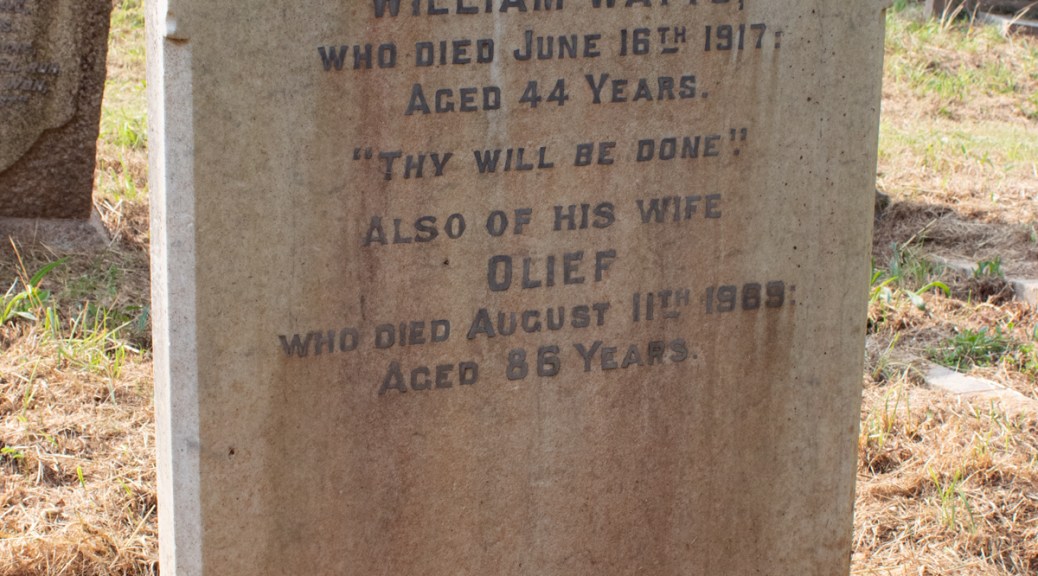 WILLIAM WATTS,
WHO DIED JUNE 16TH 1917:
AGED 44 YEARS.
"THY WILL BE DONE".
ALSO OF HIS WIFE
OLIEF
WHO DIED AUGUST 11TH 1989:
AGED 86 YEARS.